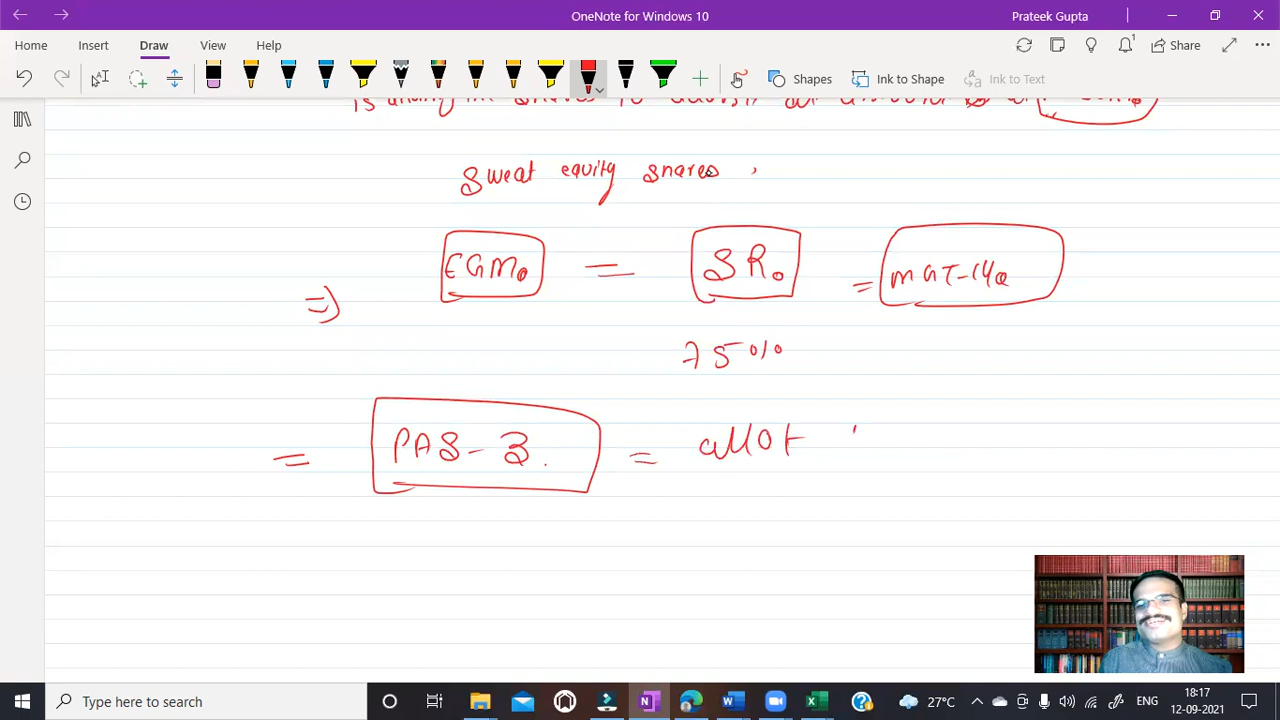 OneNote for Windows 10
Prateek Gupta
Home Insert Draw View Help
Share
Shapes
Ink to Shape
Ink to Text
Sweat equity shares
EGM = SR = MGT-14
=)
75%
= PAS-3. = allot
Type here to search
27°C
ENG
18:17
12-09-2021